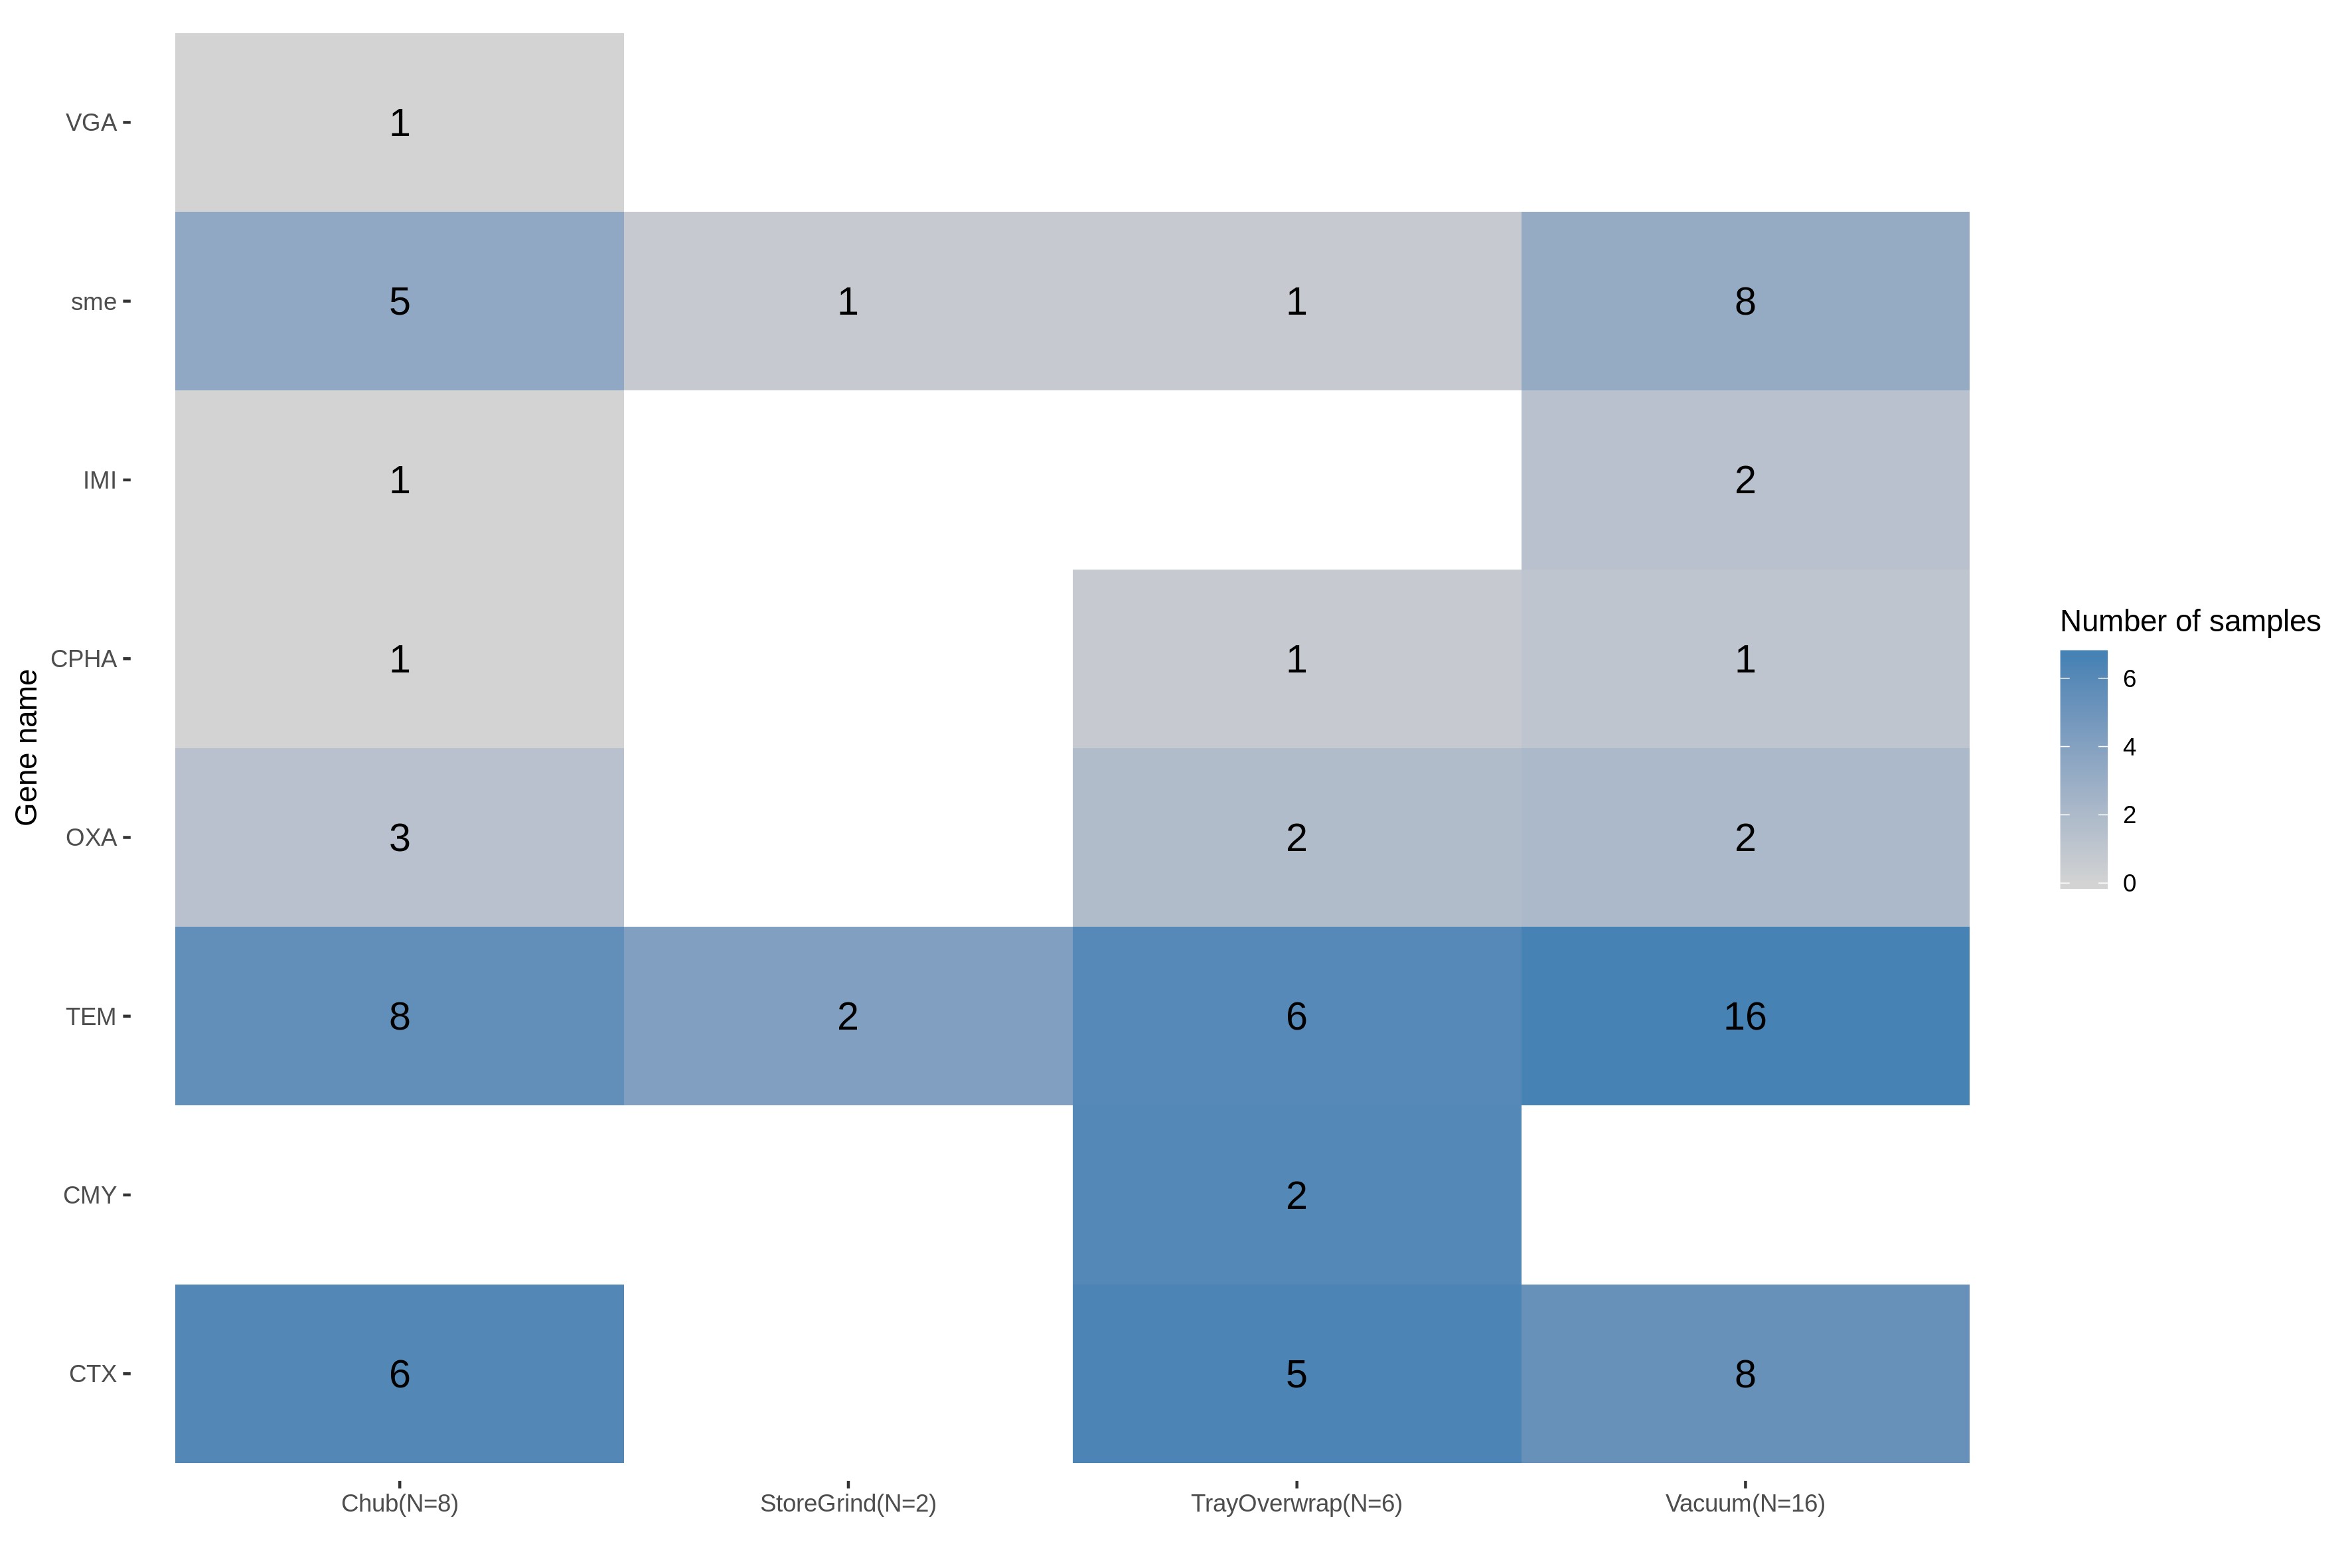 Gene name
VGA 1
sme 5 1 1 8
IMI 1 2
CPHA 1 1 1
OXA 3 2 2
TEM 8 2 6 16
CMY 2
CTX 6 5 8
Chub(N=8) StoreGrind(N=2) TrayOverwrap(N=6) Vacuum(N=16)
Number of samples
6
4
2
0